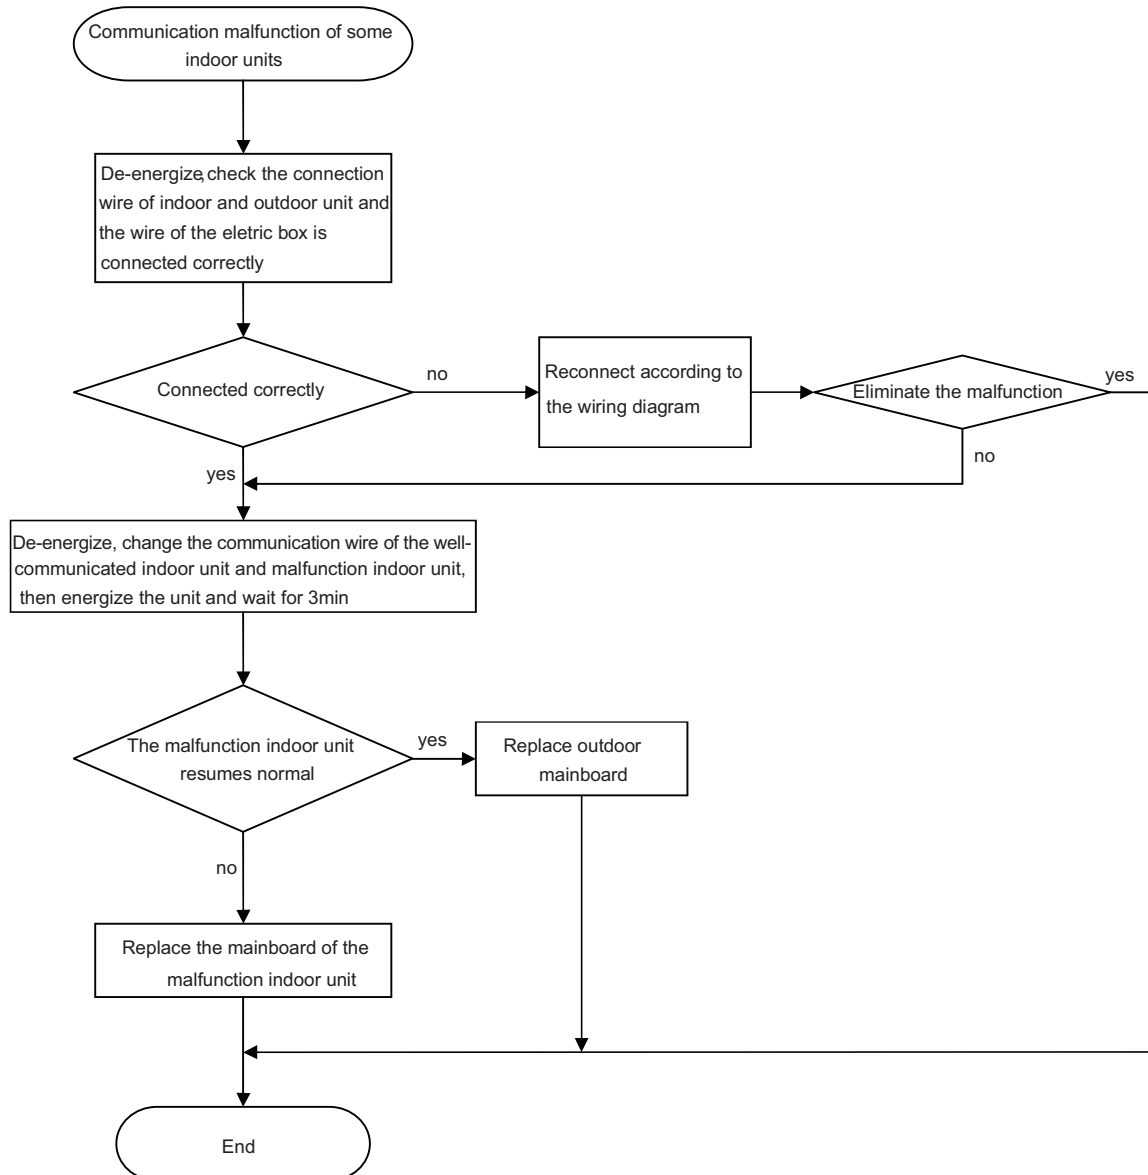 Communication malfunction of some
indoor units
De-energize,check the connection
wire of indoor and outdoor unit and
the wire of the eletric box is
connected correctly
Connected correctly
no
Reconnect according to
the wiring diagram
Eliminate the malfunction
yes
no
yes
De-energize, change the communication wire of the well-
communicated indoor unit and malfunction indoor unit,
then energize the unit and wait for 3min
The malfunction indoor unit
resumes normal
yes
Replace outdoor
mainboard
no
Replace the mainboard of the
malfunction indoor unit
End